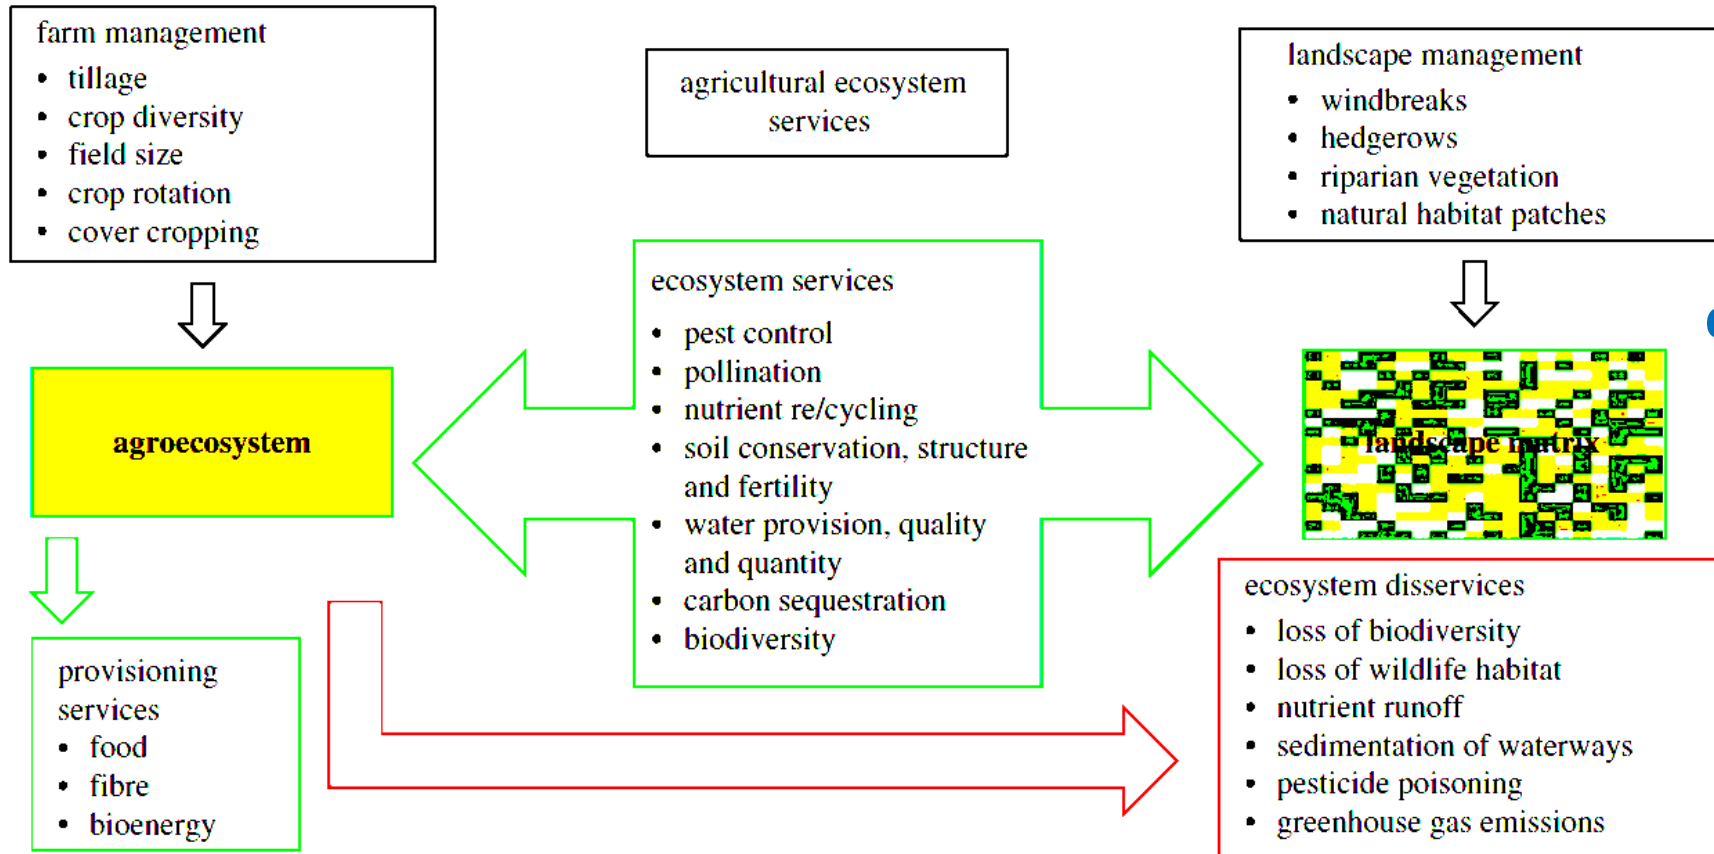 farm management
• tillage
• crop diversity
• field size
• crop rotation
• cover cropping
agricultural ecosystem
services
landscape management
• windbreaks
• hedgerows
• riparian vegetation
• natural habitat patches
ecosystem services
• pest control
• pollination
• nutrient re/cycling
• soil conservation, structure
and fertility
• water provision, quality
and quantity
• carbon sequestration
• biodiversity
agroecosystem
landscape matrix
provisioning
services
• food
• fibre
• bioenergy
ecosystem disservices
• loss of biodiversity
• loss of wildlife habitat
• nutrient runoff
• sedimentation of waterways
• pesticide poisoning
• greenhouse gas emissions